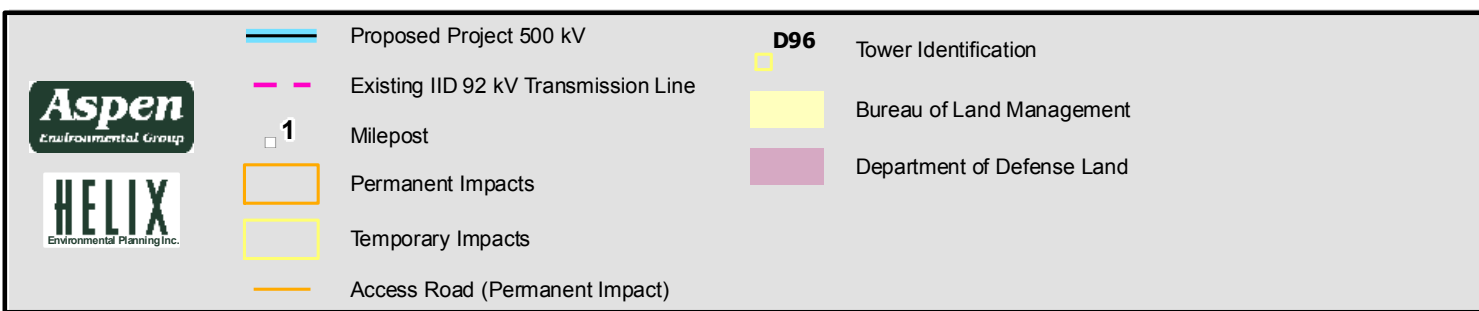 Aspen
Environmental Group
HELIX
Environmental Planning Inc.
Proposed Project 500 kV
Existing IID 92 kV Transmission Line
1 Milepost
Permanent Impacts
Temporary Impacts
Access Road (Permanent Impact)
D96 Tower Identification
Bureau of Land Management
Department of Defense Land